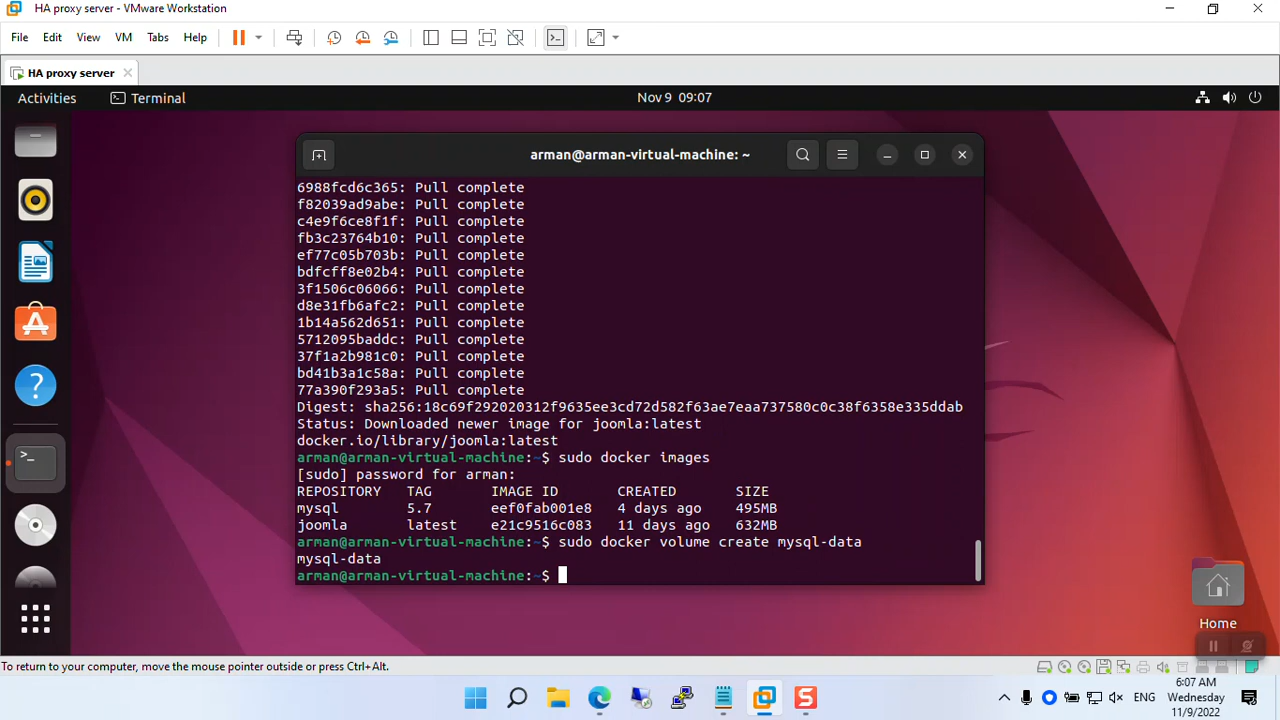 HA proxy server - VMware Workstation
File Edit View VM Tabs Help
HA proxy server
Activities Terminal Nov 9 09:07
arman@arman-virtual-machine: ~
6988fcd6c365: Pull complete
f82039ad9abe: Pull complete
c4e9f6ce8f1f: Pull complete
fb3c23764b10: Pull complete
ef77c05b703b: Pull complete
bdfcff8e02b4: Pull complete
3f1506c06060: Pull complete
d8e31fb6afc2: Pull complete
1b14a562d651: Pull complete
5712095baddc: Pull complete
37f1a2b981c0: Pull complete
bd41b3a1c58a: Pull complete
77a390f293a5: Pull complete
Digest: sha256:18c69f292020312f9635ee3cd72d582f63ae7eaa737580c0c38f6358e335ddab
Status: Downloaded newer image for joomla:latest
docker.io/library/joomla:latest
arman@arman-virtual-machine:~$ sudo docker images
[sudo] password for arman:
REPOSITORY TAG IMAGE ID CREATED SIZE
mysql 5.7 eef0fab001e8 4 days ago 495MB
joomla latest e21c9516c083 11 days ago 632MB
arman@arman-virtual-machine:~$ sudo docker volume create mysql-data
mysql-data
arman@arman-virtual-machine:~$
Home
To return to your computer, move the mouse pointer outside or press Ctrl+Alt.
ENG
6:07 AM
Wednesday
11/9/2022